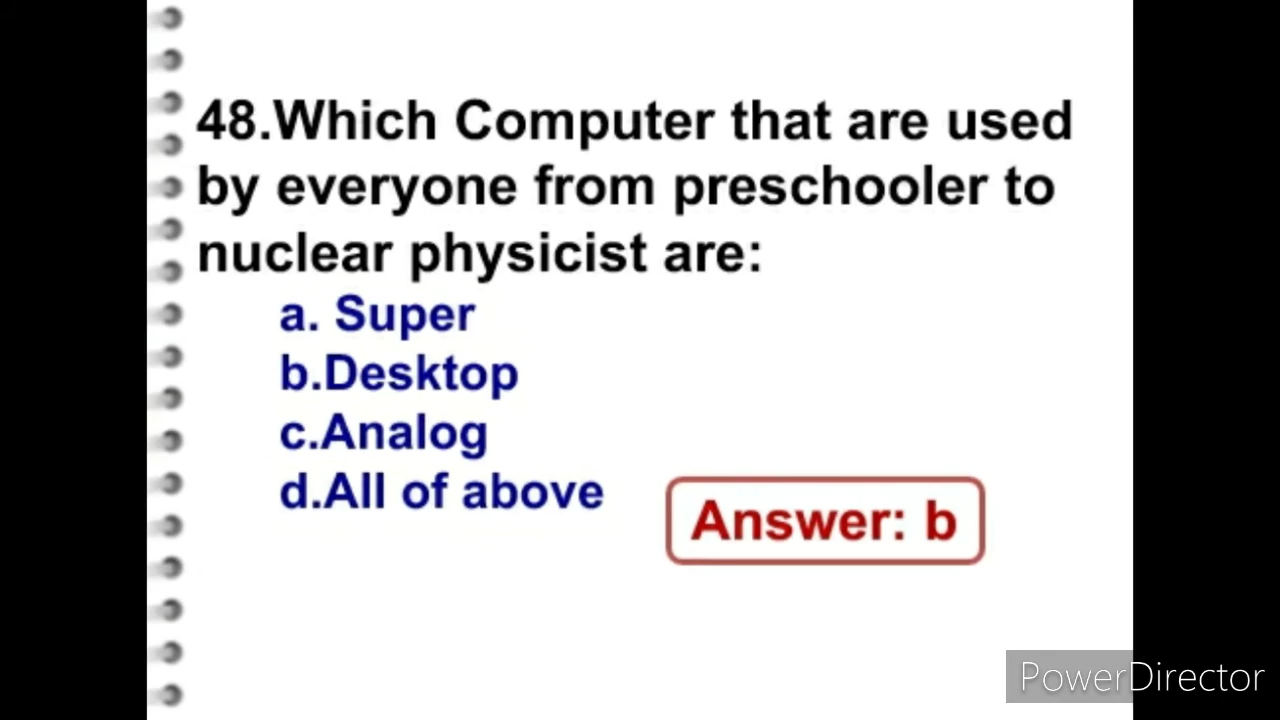 48.Which Computer that are used
by everyone from preschooler to
nuclear physicist are:
a. Super
b.Desktop
c.Analog
d.All of above
Answer: b
PowerDirector